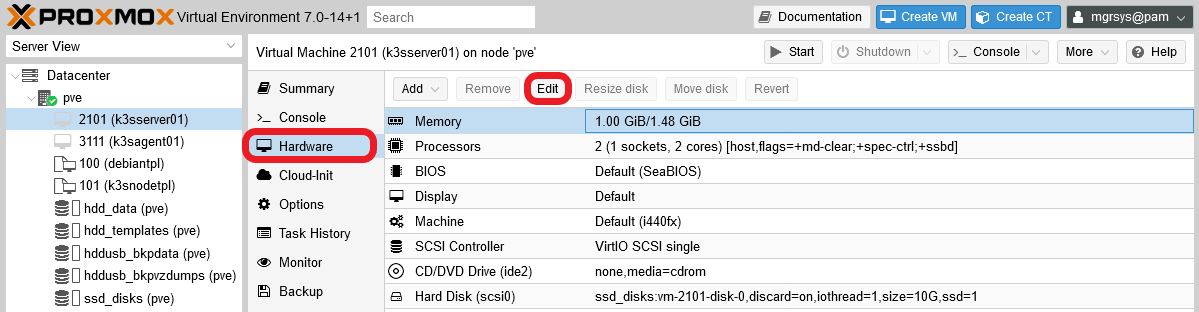 PROXMOX Virtual Environment 7.0-14+1 Search Documentation Create VM Create CT mgrsys@pam
Server View
Datacenter
pve
2101 (k3sserver01)
3111 (k3sagent01)
100 (debiantpl)
101 (k3snodetpl)
hdd_data (pve)
hdd_templates (pve)
hddusb_bkpdata (pve)
hddusb_bkpvzdumps (pve)
ssd_disks (pve)
Virtual Machine 2101 (k3sserver01) on node 'pve' Start Shutdown Console More Help
Summary
Console
Hardware
Cloud-Init
Options
Task History
Monitor
Backup
Add Remove Edit Resize disk Move disk Revert
Memory 1.00 GiB/1.48 GiB
Processors 2 (1 sockets, 2 cores) [host,flags=+md-clear;+spec-ctrl;+ssbd]
BIOS Default (SeaBIOS)
Display Default
Machine Default (i440fx)
SCSI Controller VirtIO SCSI single
CD/DVD Drive (ide2) none,media=cdrom
Hard Disk (scsi0) ssd_disks:vm-2101-disk-0,discard=on,iothread=1,size=10G,ssd=1